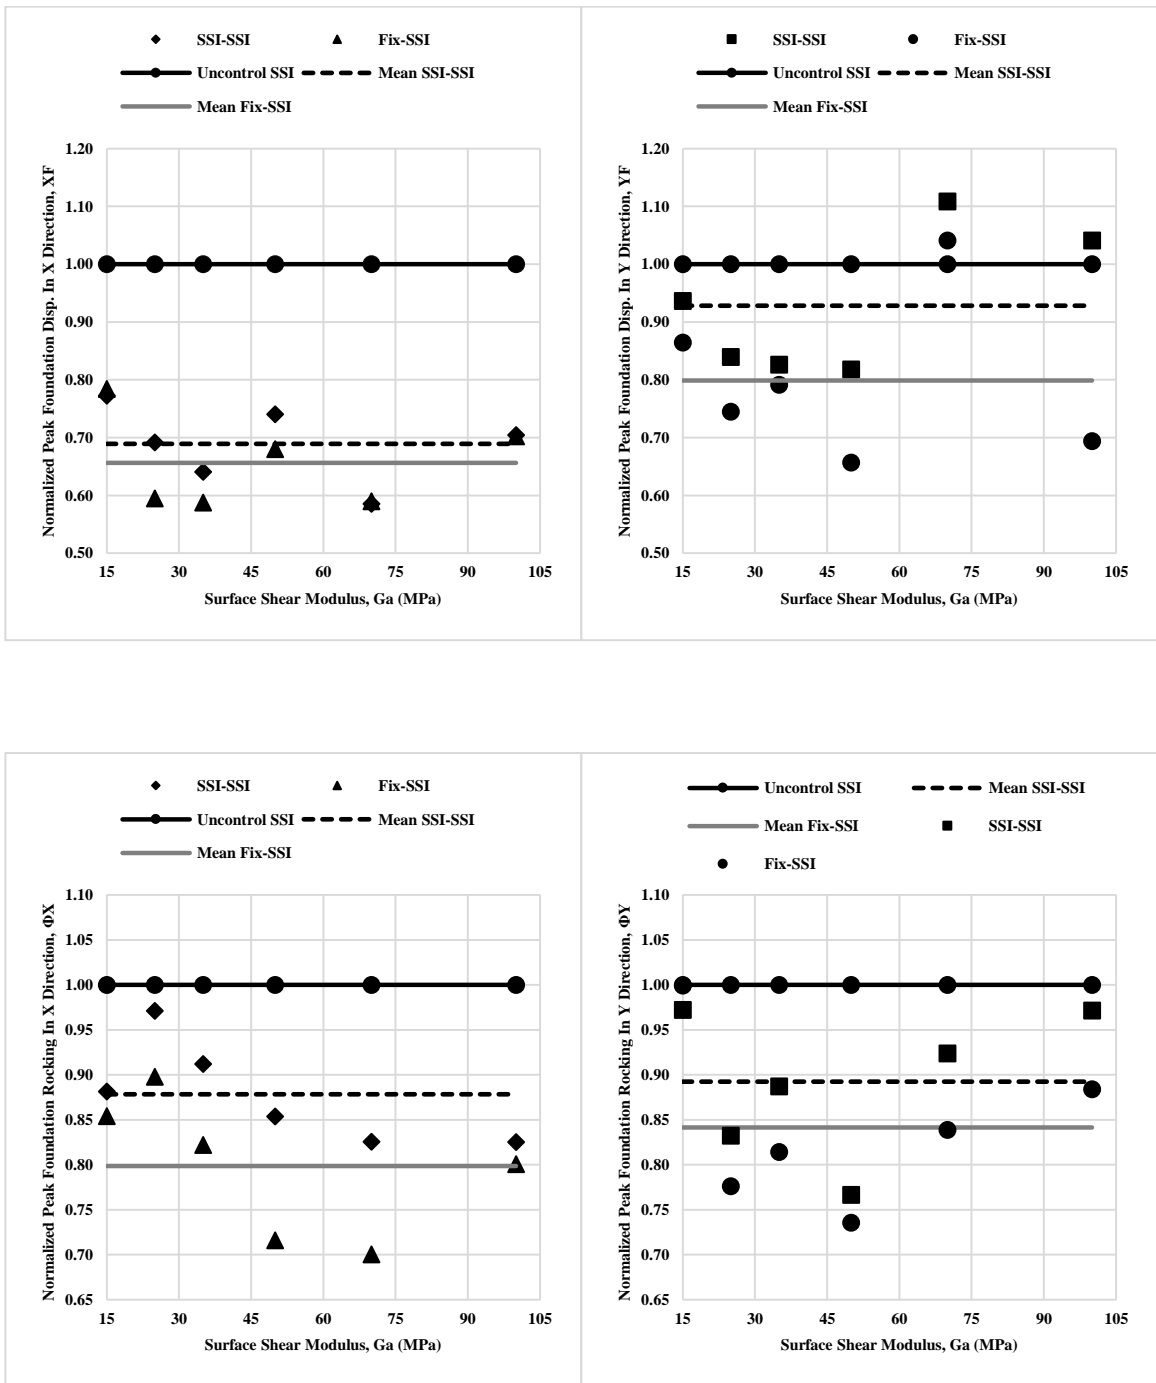 SSI-SSI Fix-SSI
Uncontrol SSI Mean SSI-SSI
Mean Fix-SSI
Normalized Peak Foundation Disp. In X Direction, XF
1.20
1.10
1.00
0.90
0.80
0.70
0.60
0.50
15 30 45 60 75 90 105
Surface Shear Modulus, Ga (MPa)
SSI-SSI Fix-SSI
Uncontrol SSI Mean SSI-SSI
Mean Fix-SSI
Normalized Peak Foundation Disp. In Y Direction, YF
1.20
1.10
1.00
0.90
0.80
0.70
0.60
0.50
15 30 45 60 75 90 105
Surface Shear Modulus, Ga (MPa)
SSI-SSI Fix-SSI
Uncontrol SSI Mean SSI-SSI
Mean Fix-SSI
Normalized Peak Foundation Rocking In X Direction, ΦX
1.10
1.05
1.00
0.95
0.90
0.85
0.80
0.75
0.70
0.65
15 30 45 60 75 90 105
Surface Shear Modulus, Ga (MPa)
Uncontrol SSI Mean SSI-SSI
Mean Fix-SSI SSI-SSI
Fix-SSI
Normalized Peak Foundation Rocking In Y Direction, ΦY
1.10
1.05
1.00
0.95
0.90
0.85
0.80
0.75
0.70
0.65
15 30 45 60 75 90 105
Surface Shear Modulus, Ga (MPa)